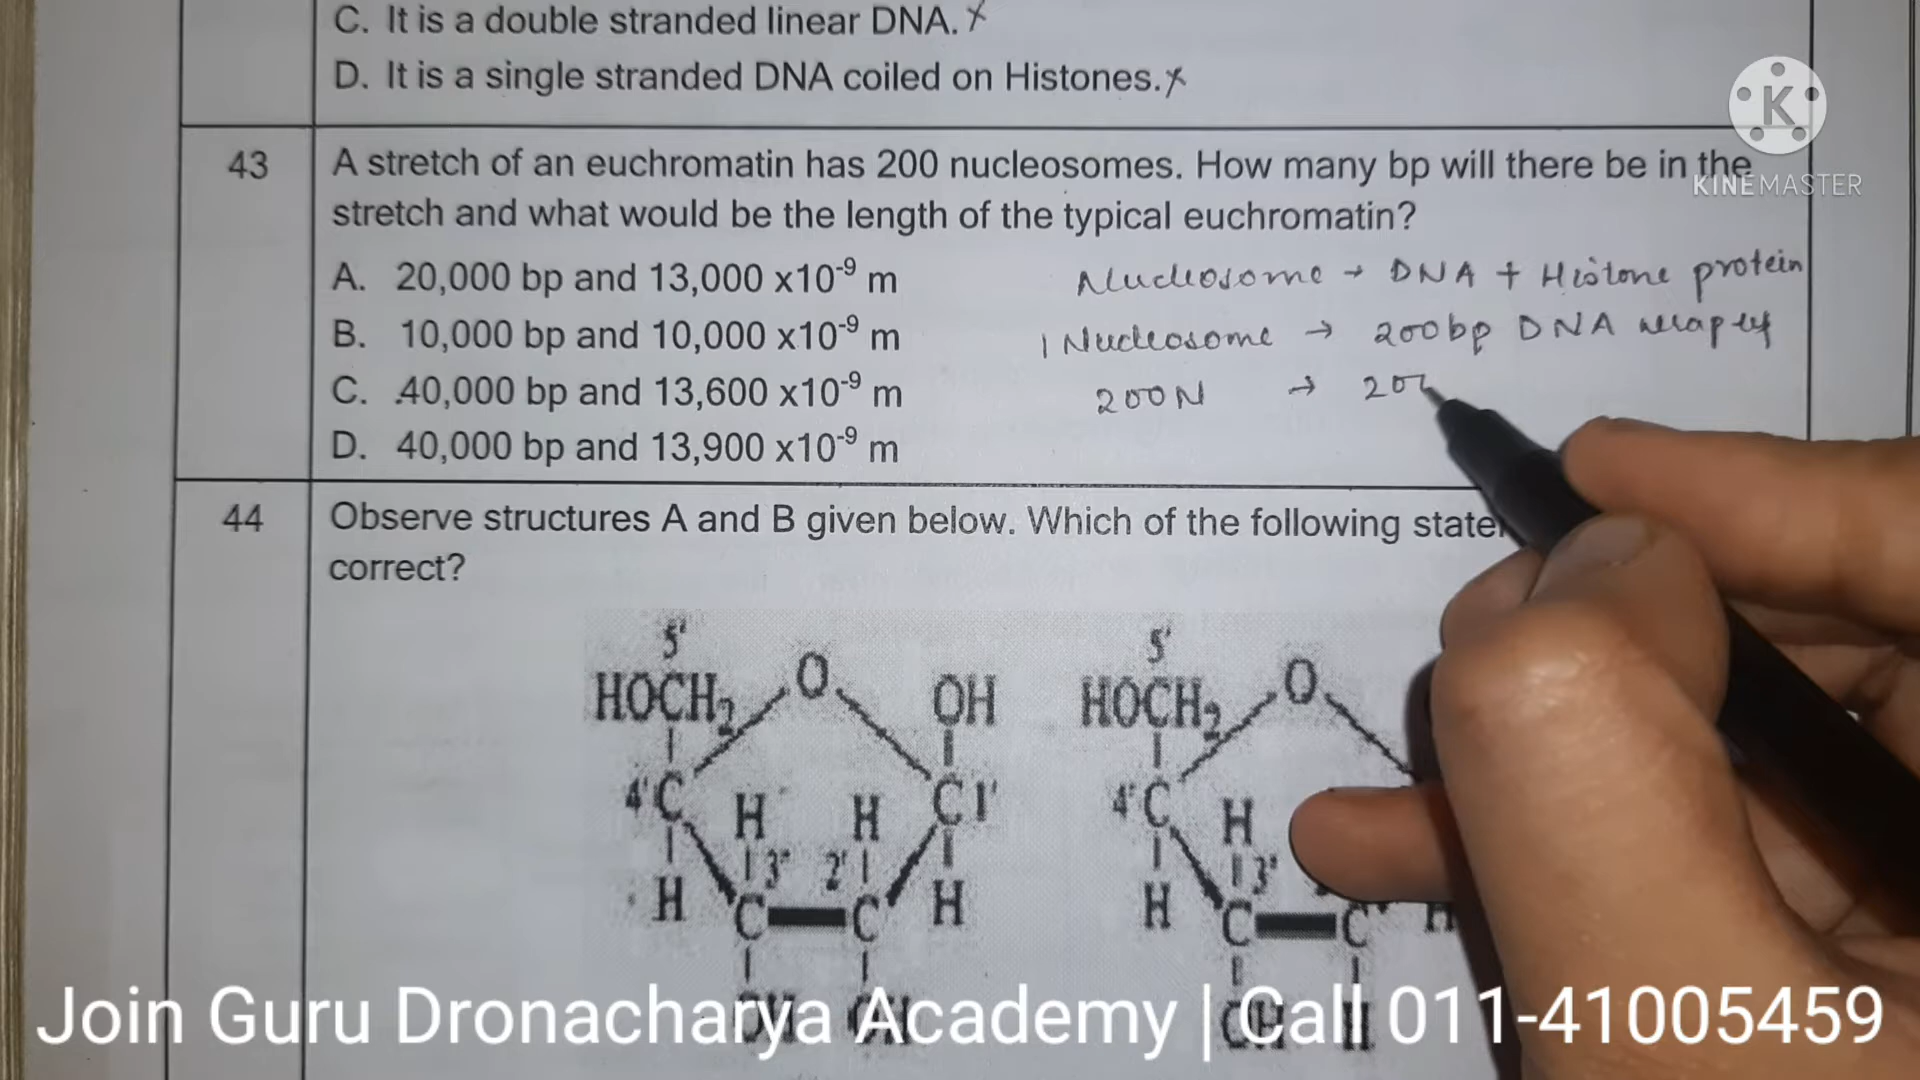 C. It is a double stranded linear DNA. x
D. It is a single stranded DNA coiled on Histones. x
K
KINEMASTER
43
A stretch of an euchromatin has 200 nucleosomes. How many bp will there be in the
stretch and what would be the length of the typical euchromatin?
A. 20,000 bp and 13,000 x10⁻⁹ m
B. 10,000 bp and 10,000 x10⁻⁹ m
C. 40,000 bp and 13,600 x10⁻⁹ m
D. 40,000 bp and 13,900 x10⁻⁹ m
Nucleosome → DNA + Histone protein
1 Nucleosome → 200bp DNA
200N → 20
44
Observe structures A and B given below. Which of the following
correct?
5'
HOCH₂ O OH
4'C H H C1'
3' 2'
H C C H
5'
HOCH₂ O
4'C H
3'
H C C H
OH H
Join Guru Dronacharya Academy | Call 011-41005459